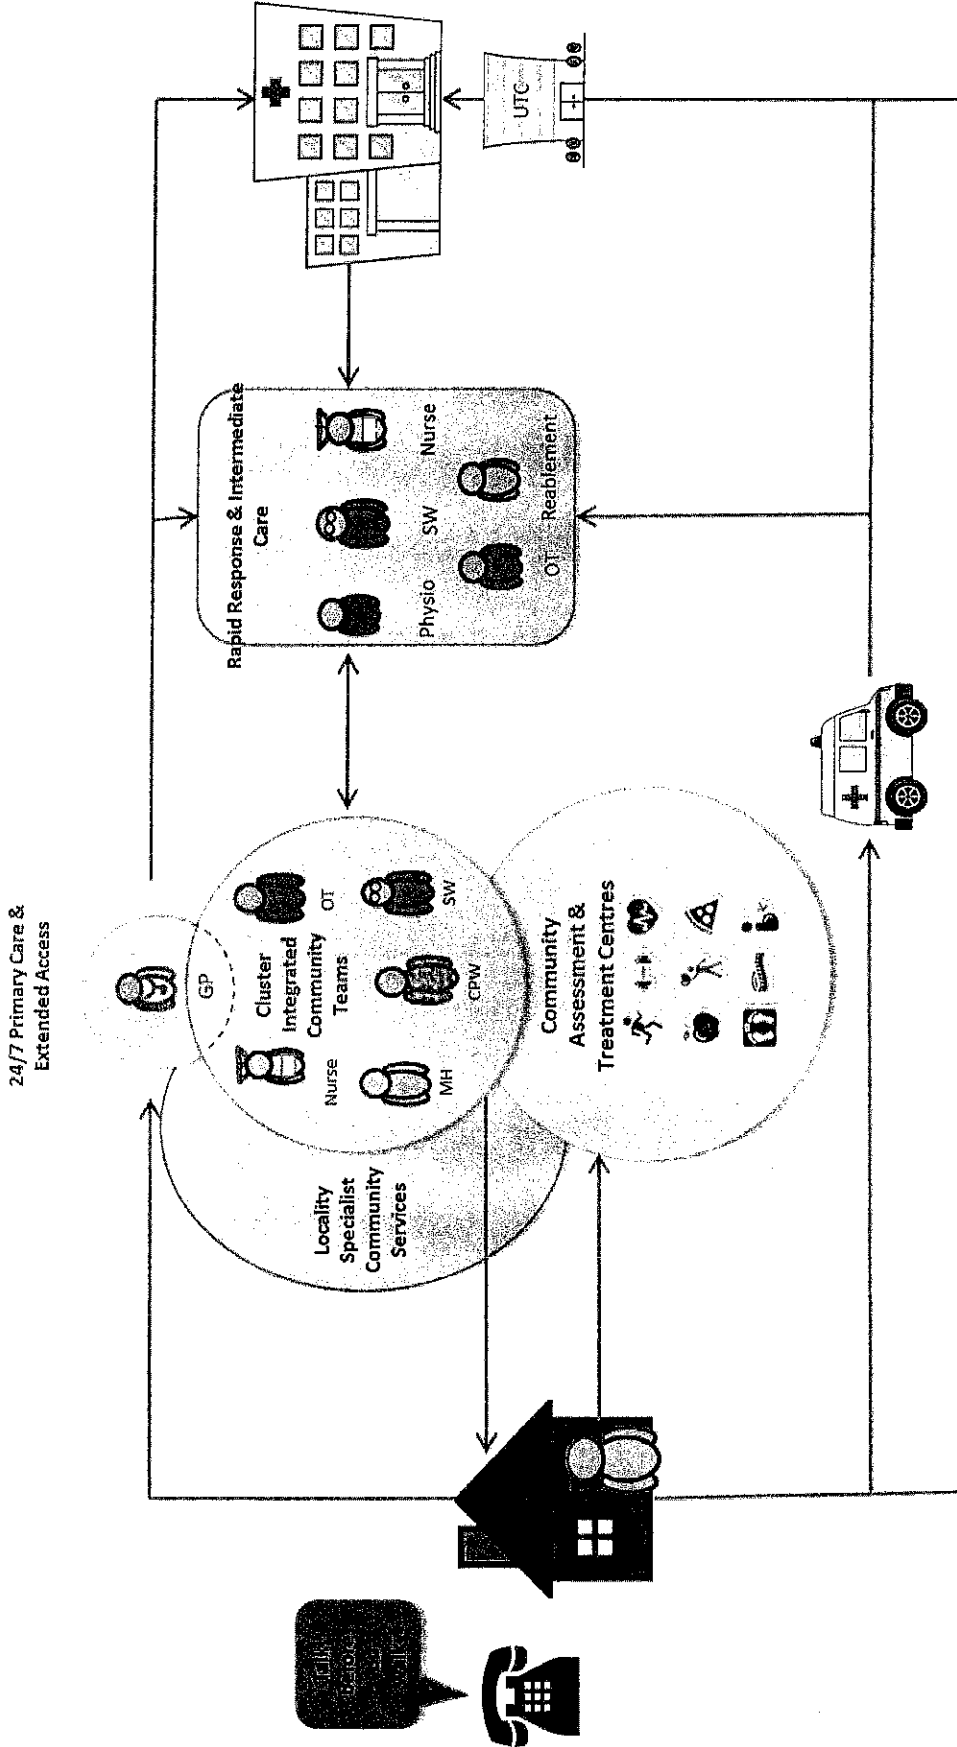 24/7 Primary Care &
Extended Access
GP
Cluster
Integrated
Community
Teams
Nurse
OT
MH
CPW
SW
Locality
Specialist
Community
Services
Community
Assessment &
Treatment Centres
Rapid Response & Intermediate
Care
Physio
SW
Nurse
OT
Reablement
UTC